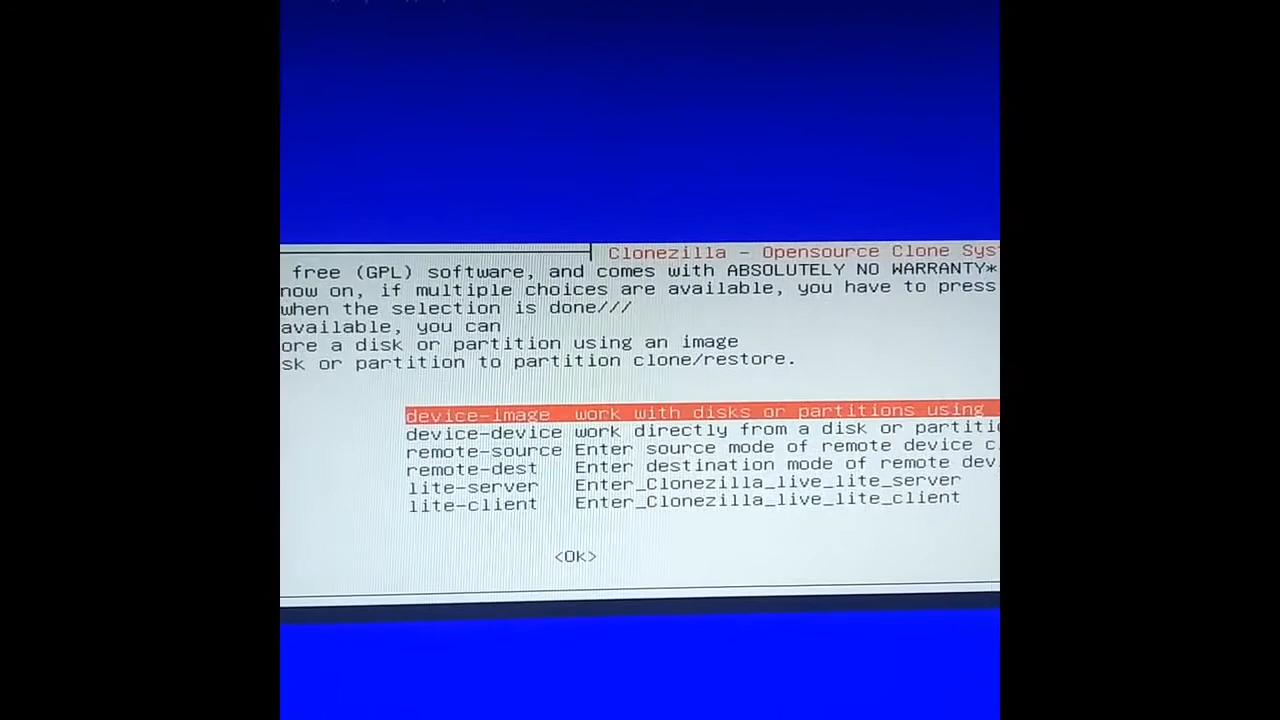 Clonezilla - Opensource Clone Sys
free (GPL) software, and comes with ABSOLUTELY NO WARRANTY*
now on, if multiple choices are available, you have to press
when the selection is done///
available, you can
ore a disk or partition using an image
sk or partition to partition clone/restore.
device-image work with disks or partitions using
device-device work directly from a disk or partiti
remote-source Enter source mode of remote device c
remote-dest Enter destination mode of remote dev
lite-server Enter_Clonezilla_live_lite_server
lite-client Enter_Clonezilla_live_lite_client
<Ok>